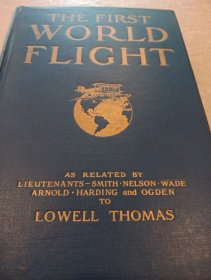 THE FIRST
WORLD
FLIGHT
AS RELATED BY
LIEUTENANTS-SMITH·NELSON·WADE
ARNOLD·HARDING and OGDEN
TO
LOWELL THOMAS